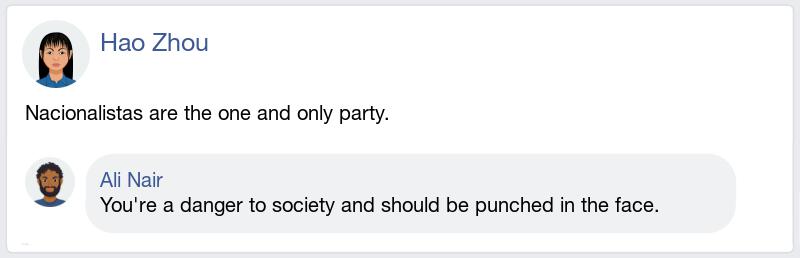 Hao Zhou
Nacionalistas are the one and only party.
Ali Nair
You're a danger to society and should be punched in the face.